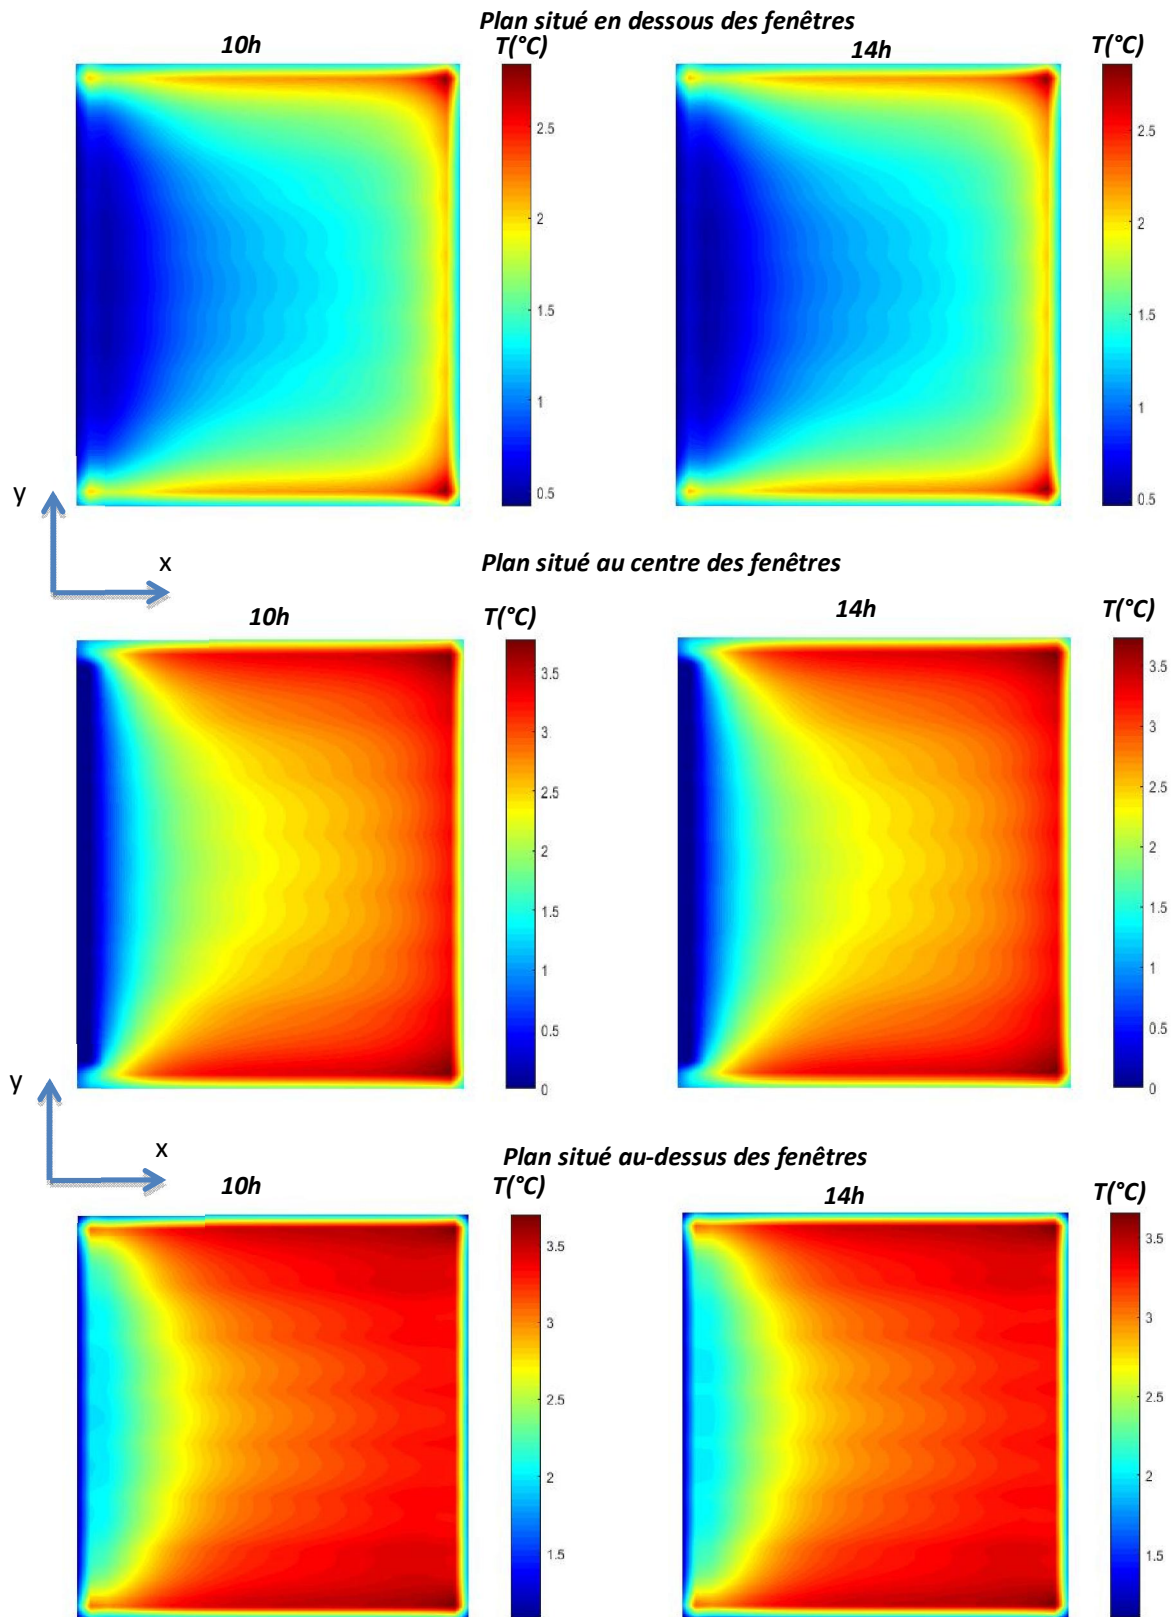 Plan situé en dessous des fenêtres
10h T(°C) 14h T(°C)
2.5 2.5
2 2
1.5 1.5
1 1
0.5 0.5
y
x
Plan situé au centre des fenêtres
10h T(°C) 14h T(°C)
3.5 3.5
3 3
2.5 2.5
2 2
1.5 1.5
1 1
0.5 0.5
0 0
y
x
Plan situé au-dessus des fenêtres
10h T(°C) 14h T(°C)
3.5 3.5
3 3
2.5 2.5
2 2
1.5 1.5